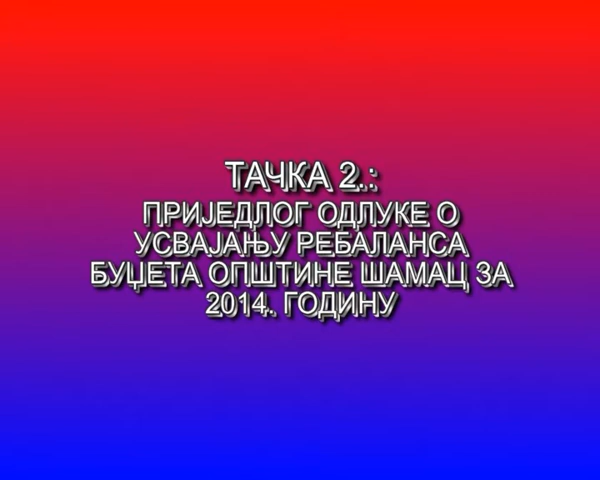 ТАЧКА 2.:
ПРИЈЕДЛОГ ОДЛУКЕ О
УСВАЈАЊУ РЕБАЛАНСА
БУЏЕТА ОПШТИНЕ ШАМАЦ ЗА
2014. ГОДИНУ